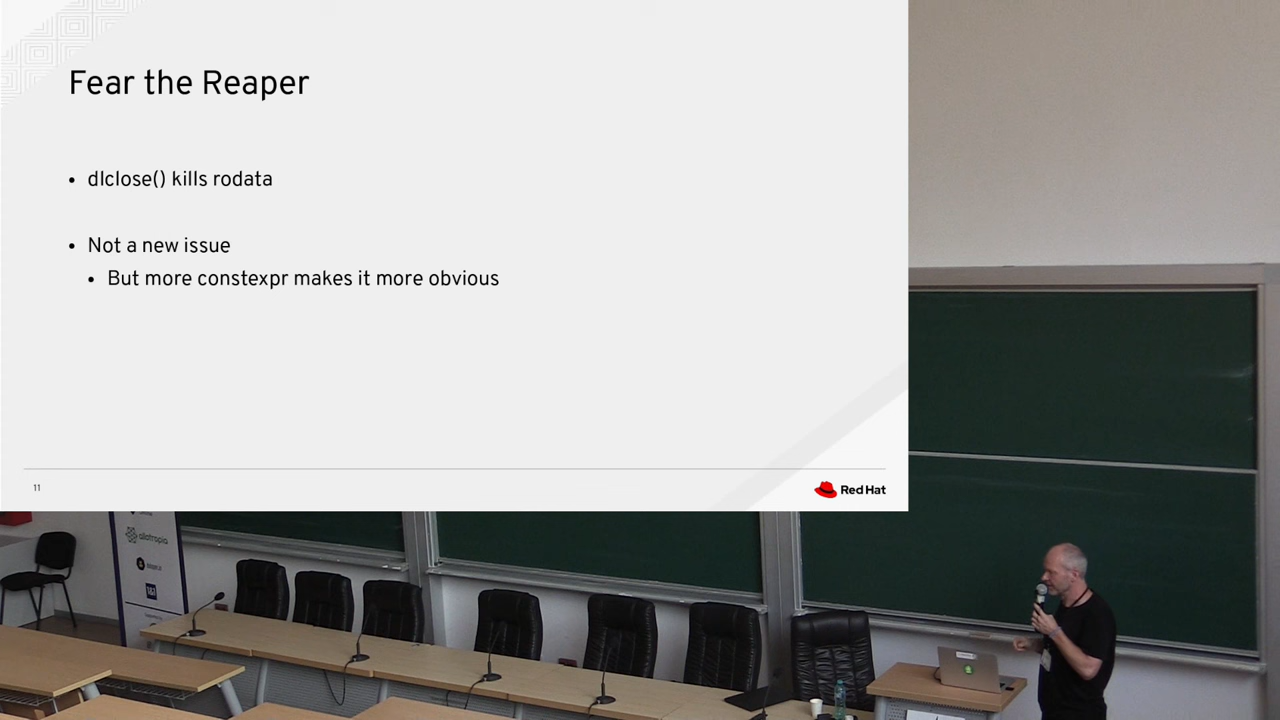 Fear the Reaper
• dlclose() kills rodata
• Not a new issue
• But more constexpr makes it more obvious
11
Red Hat
allotropia